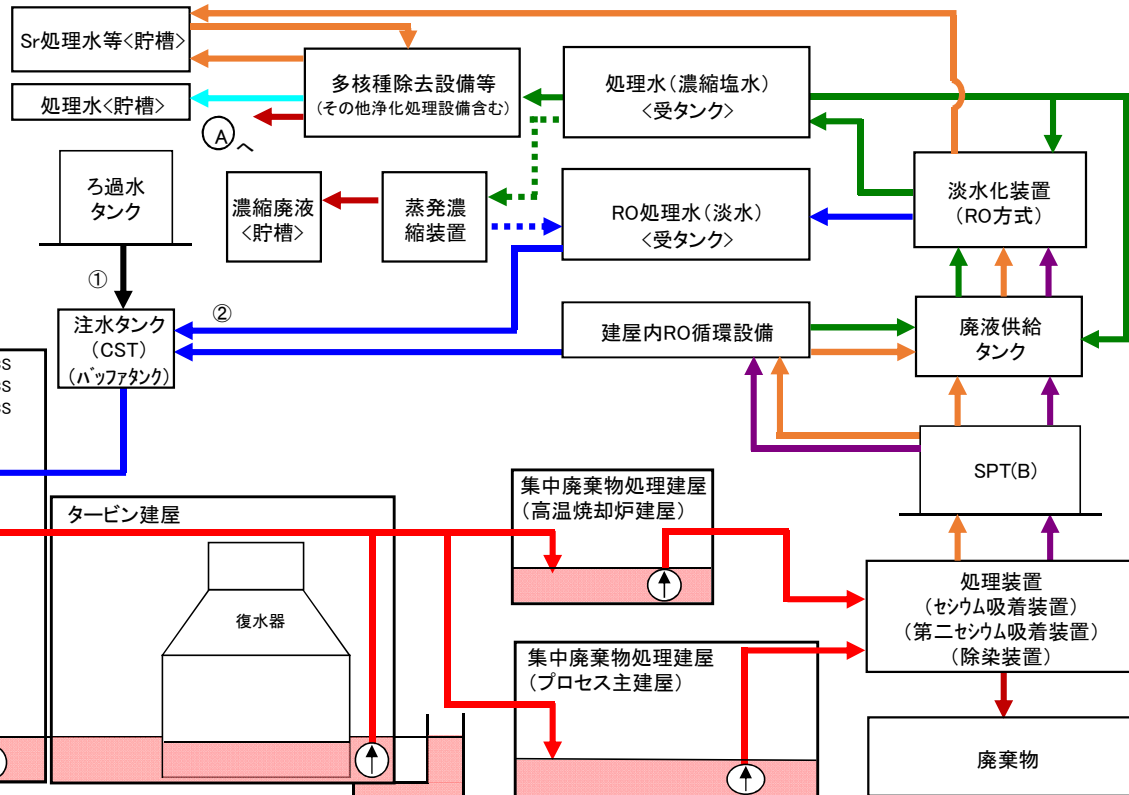 Sr処理水等<貯槽>
処理水<貯槽>
多核種除去設備等
(その他浄化処理設備含む)
処理水(濃縮塩水)
<受タンク>
Aへ
ろ過水
タンク
濃縮廃液
<貯槽>
蒸発濃
縮装置
RO処理水(淡水)
<受タンク>
淡水化装置
(RO方式)
①
②
注水タンク
(CST)
(バッファタンク)
建屋内RO循環設備
廃液供給
タンク
CS
CS
CS
SPT(B)
タービン建屋
復水器
集中廃棄物処理建屋
(高温焼却炉建屋)
集中廃棄物処理建屋
(プロセス主建屋)
処理装置
(セシウム吸着装置)
(第二セシウム吸着装置)
(除染装置)
廃棄物